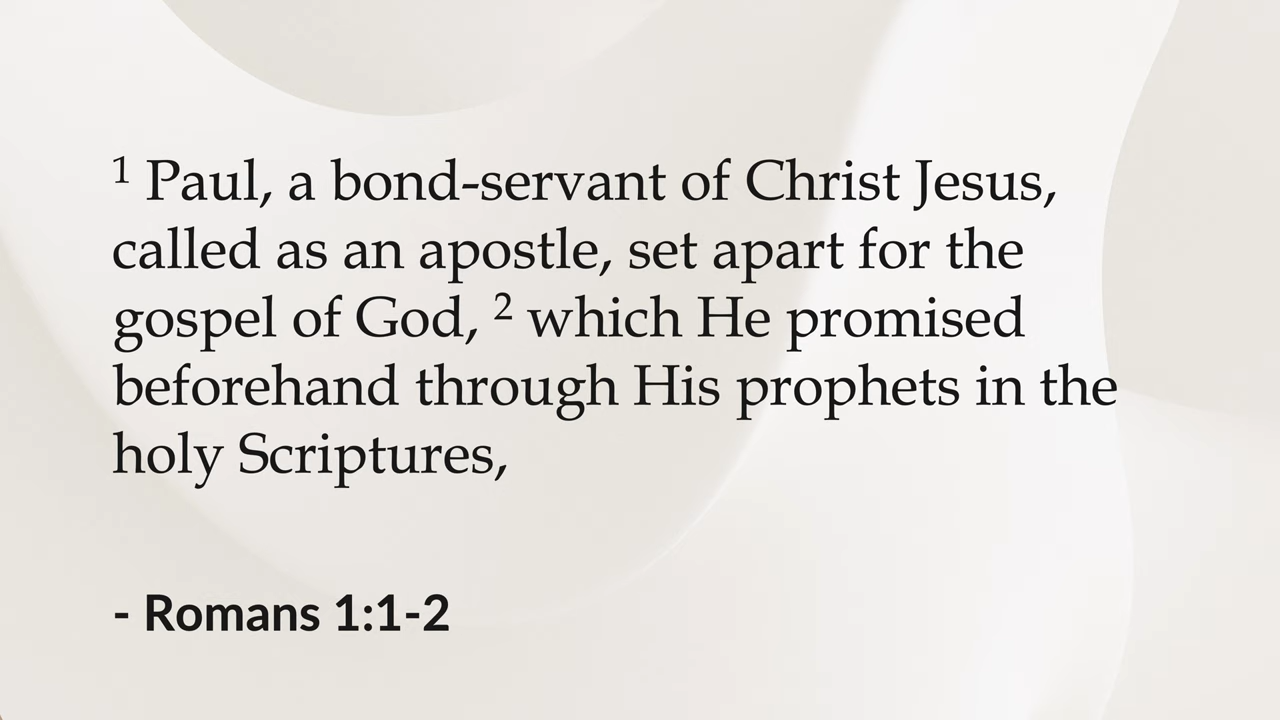 ¹ Paul, a bond-servant of Christ Jesus,
called as an apostle, set apart for the
gospel of God, ² which He promised
beforehand through His prophets in the
holy Scriptures,
- Romans 1:1-2